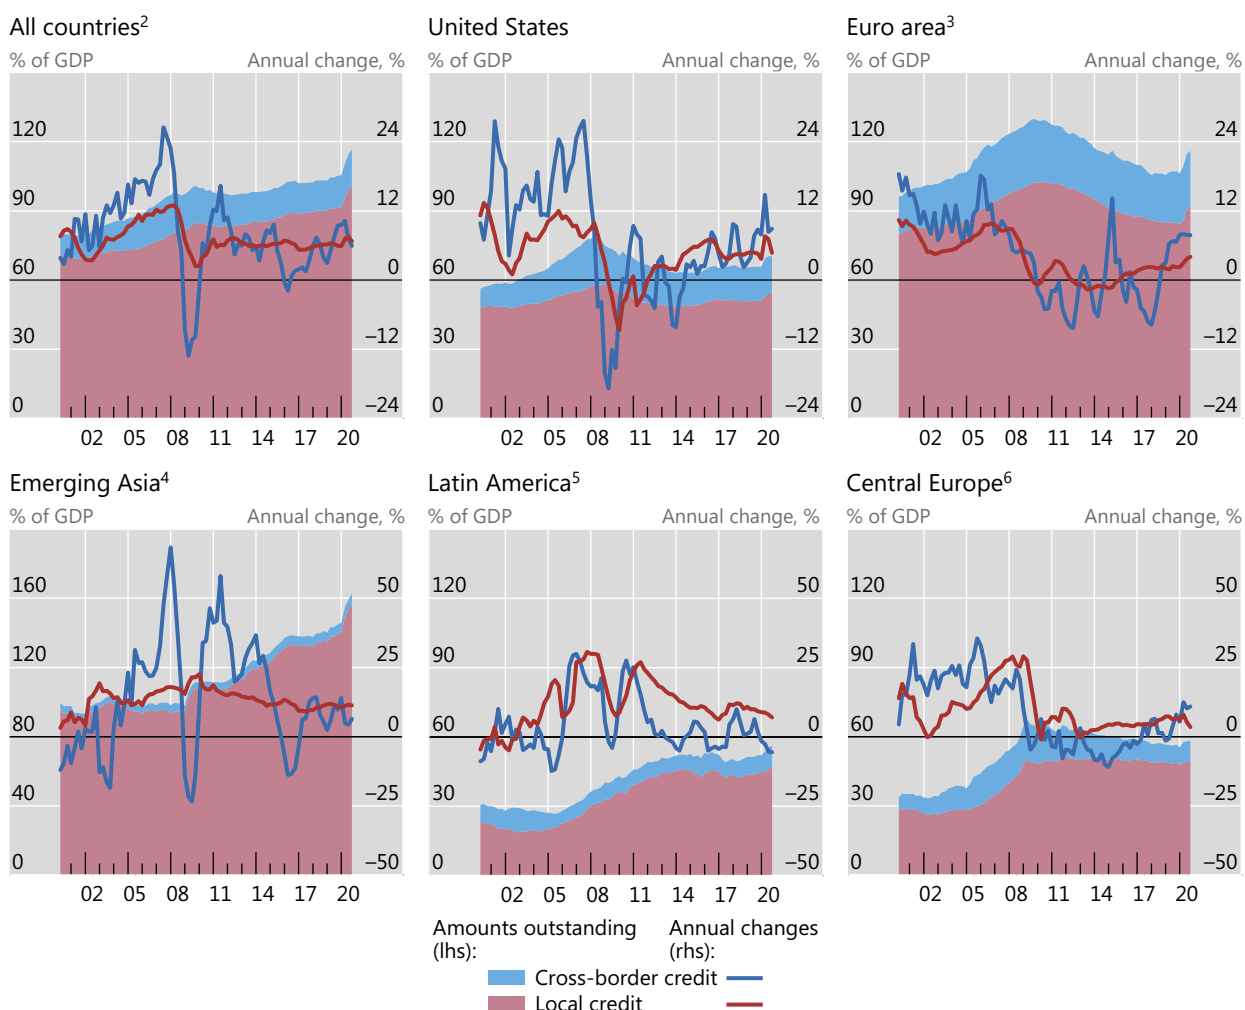 All countries² United States Euro area³
% of GDP Annual change, % % of GDP Annual change, % % of GDP Annual change, %
120 24 120 24 120 24
90 12 90 12 90 12
60 0 60 0 60 0
30 –12 30 –12 30 –12
0 –24 0 –24 0 –24
02 05 08 11 14 17 20 02 05 08 11 14 17 20 02 05 08 11 14 17 20
Emerging Asia⁴ Latin America⁵ Central Europe⁶
% of GDP Annual change, % % of GDP Annual change, % % of GDP Annual change, %
160 50 120 50 120 50
120 25 90 25 90 25
80 0 60 0 60 0
40 –25 30 –25 30 –25
0 –50 0 –50 0 –50
02 05 08 11 14 17 20 02 05 08 11 14 17 20 02 05 08 11 14 17 20
Amounts outstanding Annual changes
(lhs): (rhs):
Cross-border credit
Local credit